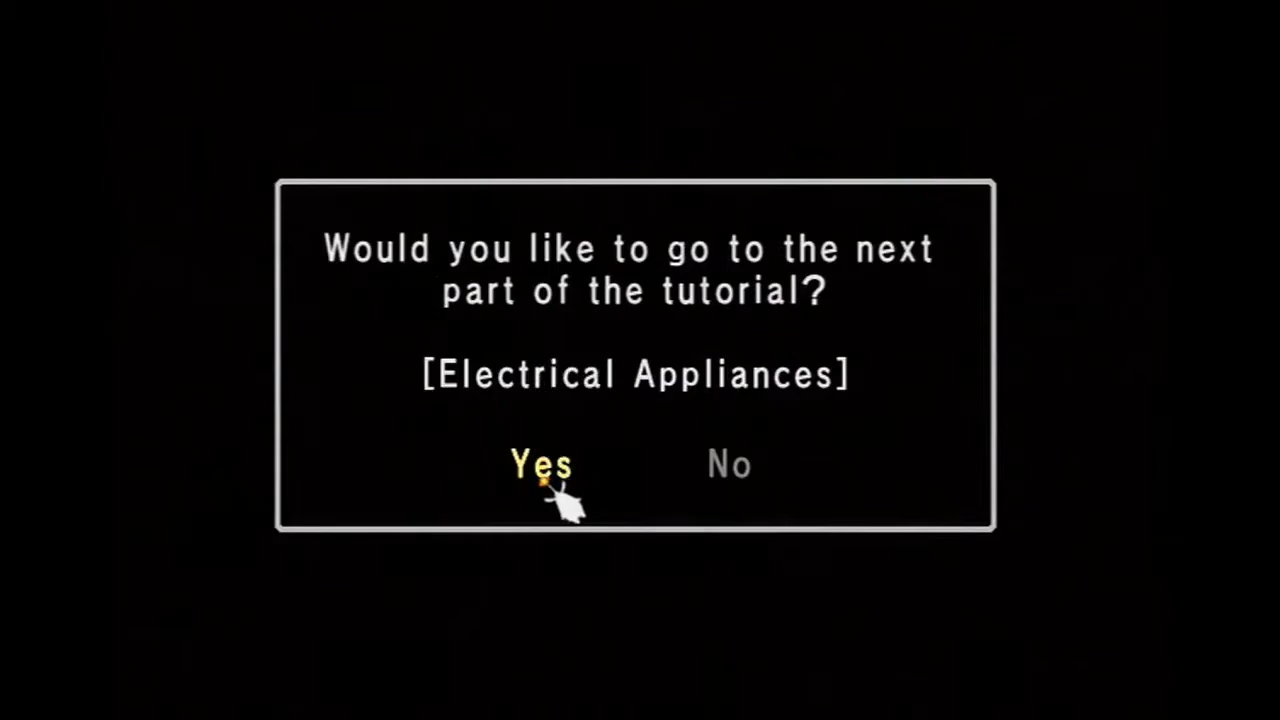 Would you like to go to the next
part of the tutorial?
[Electrical Appliances]
Yes No